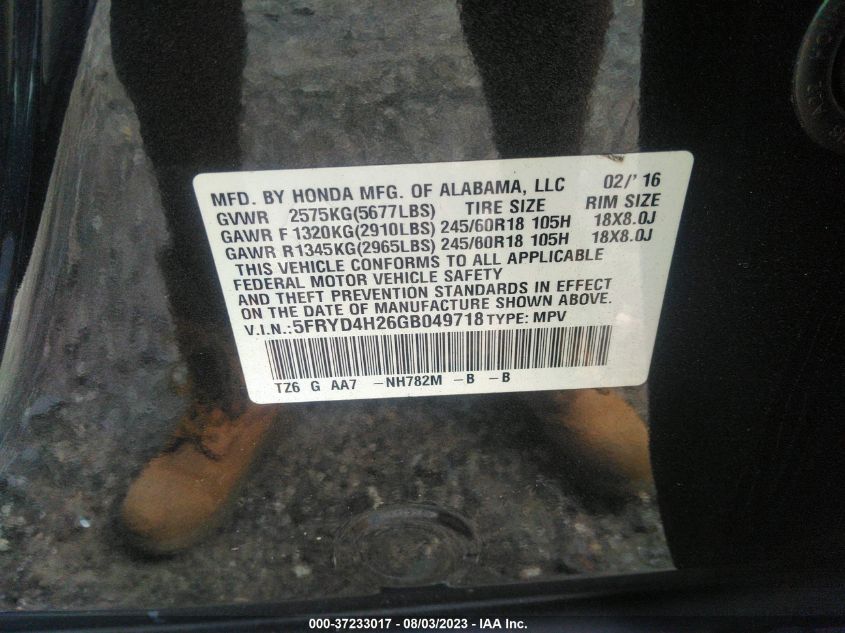 MFD. BY HONDA MFG. OF ALABAMA, LLC 02/'16
GVWR 2575KG(5677LBS) TIRE SIZE RIM SIZE
GAWR F 1320KG(2910LBS) 245/60R18 105H 18X8.0J
GAWR R1345KG(2965LBS) 245/60R18 105H 18X8.0J
THIS VEHICLE CONFORMS TO ALL APPLICABLE
FEDERAL MOTOR VEHICLE SAFETY
AND THEFT PREVENTION STANDARDS IN EFFECT
ON THE DATE OF MANUFACTURE SHOWN ABOVE.
V.I.N.:5FRYD4H26GB049718 TYPE: MPV
TZ6 G AA7 -NH782M -B -B
000-37233017 - 08/03/2023 - IAA Inc.